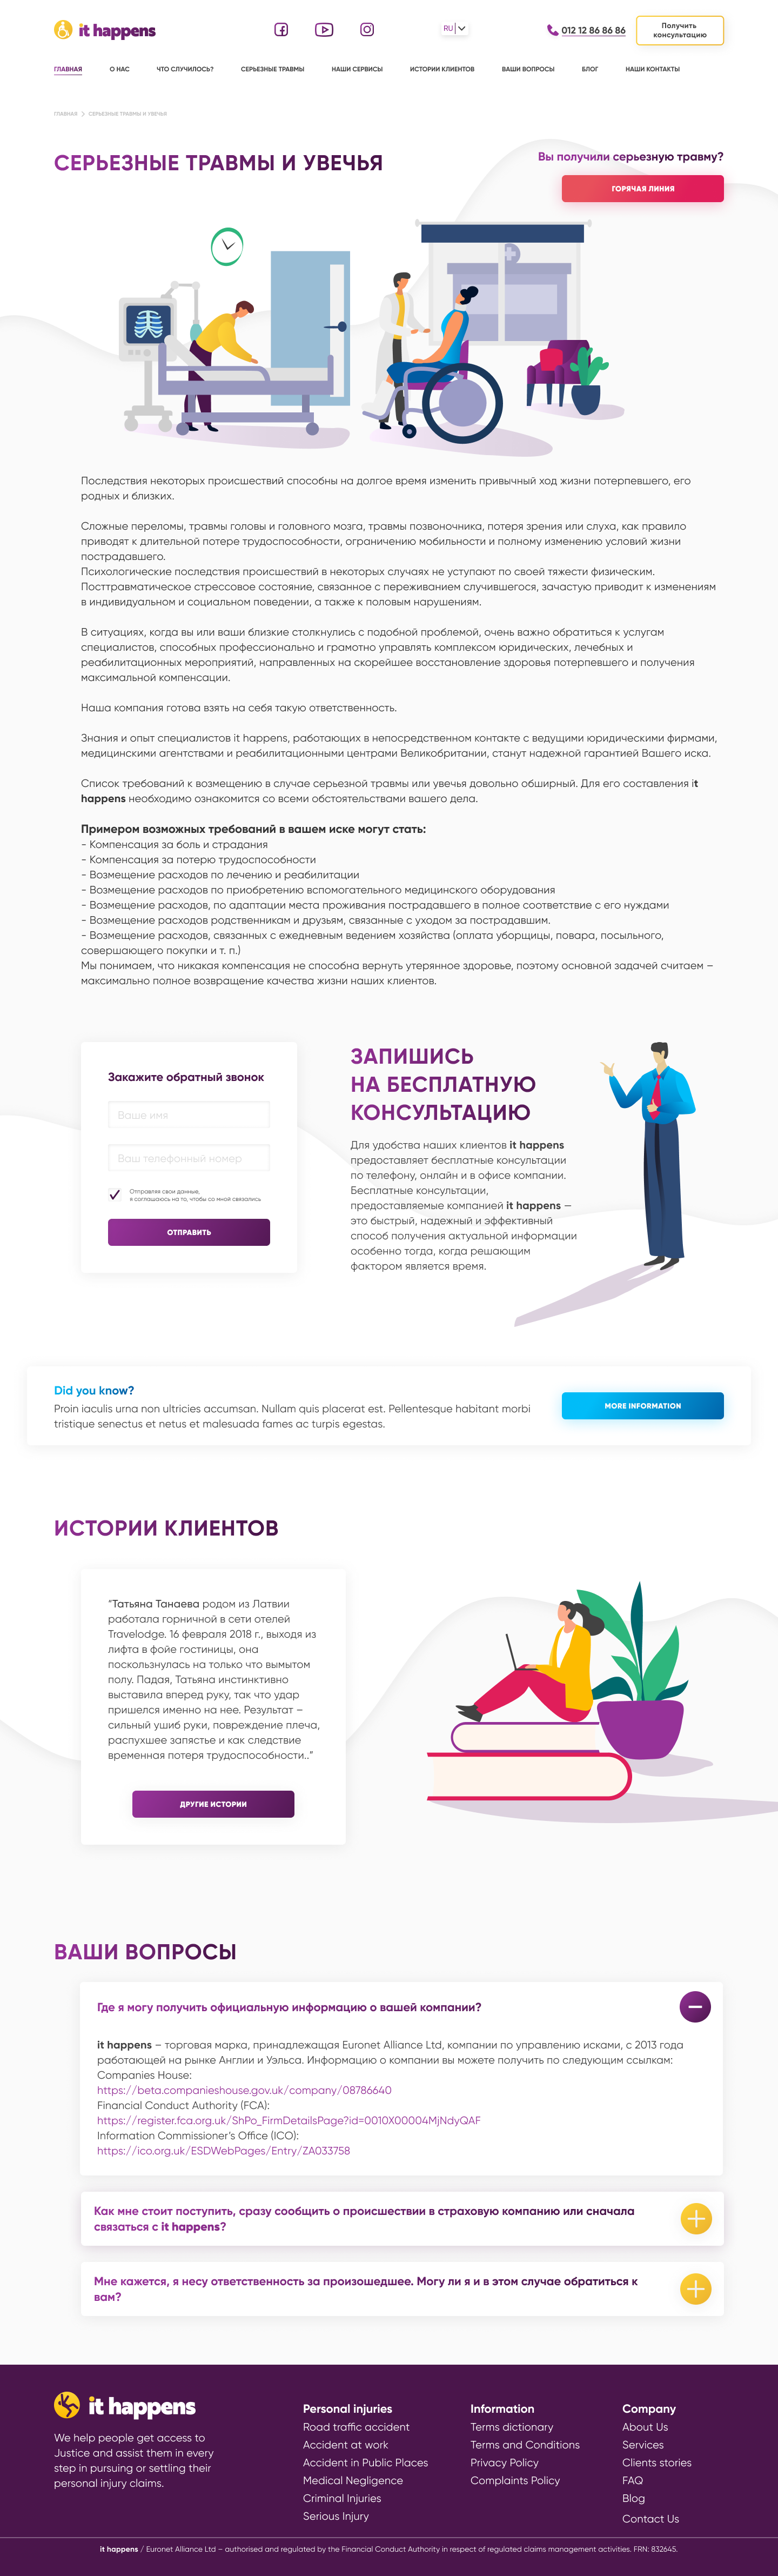 it happens
RU
012 12 86 86 86
Получить
консультацию
ГЛАВНАЯ
О НАС
ЧТО СЛУЧИЛОСЬ?
СЕРЬЕЗНЫЕ ТРАВМЫ
НАШИ СЕРВИСЫ
ИСТОРИИ КЛИЕНТОВ
ВАШИ ВОПРОСЫ
БЛОГ
НАШИ КОНТАКТЫ
ГЛАВНАЯ > СЕРЬЕЗНЫЕ ТРАВМЫ И УВЕЧЬЯ
СЕРЬЕЗНЫЕ ТРАВМЫ И УВЕЧЬЯ
Вы получили серьезную травму?
ГОРЯЧАЯ ЛИНИЯ
Последствия некоторых происшествий способны на долгое время изменить привычный ход жизни потерпевшего, его
родных и близких.
Сложные переломы, травмы головы и головного мозга, травмы позвоночника, потеря зрения или слуха, как правило
приводят к длительной потере трудоспособности, ограничению мобильности и полному изменению условий жизни
пострадавшего.
Психологические последствия происшествий в некоторых случаях не уступают по своей тяжести физическим.
Посттравматическое стрессовое состояние, связанное с переживанием случившегося, зачастую приводит к изменениям
в индивидуальном и социальном поведении, а также к половым нарушениям.
В ситуациях, когда вы или ваши близкие столкнулись с подобной проблемой, очень важно обратиться к услугам
специалистов, способных профессионально и грамотно управлять комплексом юридических, лечебных и
реабилитационных мероприятий, направленных на скорейшее восстановление здоровья потерпевшего и получения
максимальной компенсации.
Наша компания готова взять на себя такую ответственность.
Знания и опыт специалистов it happens, работающих в непосредственном контакте с ведущими юридическими фирмами,
медицинскими агентствами и реабилитационными центрами Великобритании, станут надежной гарантией Вашего иска.
Список требований к возмещению в случае серьезной травмы или увечья довольно обширный. Для его составления it
happens необходимо ознакомится со всеми обстоятельствами вашего дела.
Примером возможных требований в вашем иске могут стать:
- Компенсация за боль и страдания
- Компенсация за потерю трудоспособности
- Возмещение расходов по лечению и реабилитации
- Возмещение расходов по приобретению вспомогательного медицинского оборудования
- Возмещение расходов, по адаптации места проживания пострадавшего в полное соответствие с его нуждами
- Возмещение расходов родственникам и друзьям, связанные с уходом за пострадавшим.
- Возмещение расходов, связанных с ежедневным ведением хозяйства (оплата уборщицы, повара, посыльного,
совершающего покупки и т. п.)
Мы понимаем, что никакая компенсация не способна вернуть утерянное здоровье, поэтому основной задачей считаем –
максимально полное возвращение качества жизни наших клиентов.
Закажите обратный звонок
Ваше имя
Ваш телефонный номер
Отправляя свои данные,
я соглашаюсь на то, чтобы со мной связались
ОТПРАВИТЬ
ЗАПИШИСЬ
НА БЕСПЛАТНУЮ
КОНСУЛЬТАЦИЮ
Для удобства наших клиентов it happens
предоставляет бесплатные консультации
по телефону, онлайн и в офисе компании.
Бесплатные консультации,
предоставляемые компанией it happens —
это быстрый, надежный и эффективный
способ получения актуальной информации
особенно тогда, когда решающим
фактором является время.
Did you know?
Proin iaculis urna non ultricies accumsan. Nullam quis placerat est. Pellentesque habitant morbi
tristique senectus et netus et malesuada fames ac turpis egestas.
MORE INFORMATION
ИСТОРИИ КЛИЕНТОВ
“Татьяна Танаева родом из Латвии
работала горничной в сети отелей
Travelodge. 16 февраля 2018 г., выходя из
лифта в фойе гостиницы, она
поскользнулась на только что вымытом
полу. Падая, Татьяна инстинктивно
выставила вперед руку, так что удар
пришелся именно на нее. Результат –
сильный ушиб руки, повреждение плеча,
распухшее запястье и как следствие
временная потеря трудоспособности..”
ДРУГИЕ ИСТОРИИ
ВАШИ ВОПРОСЫ
Где я могу получить официальную информацию о вашей компании?
it happens – торговая марка, принадлежащая Euronet Alliance Ltd, компании по управлению исками, с 2013 года
работающей на рынке Англии и Уэльса. Информацию о компании вы можете получить по следующим ссылкам:
Companies House:
https://beta.companieshouse.gov.uk/company/08786640
Financial Conduct Authority (FCA):
https://register.fca.org.uk/ShPo_FirmDetailsPage?id=0010X00004MjNdyQAF
Information Commissioner’s Office (ICO):
https://ico.org.uk/ESDWebPages/Entry/ZA033758
Как мне стоит поступить, сразу сообщить о происшествии в страховую компанию или сначала
связаться с it happens?
Мне кажется, я несу ответственность за произошедшее. Могу ли я и в этом случае обратиться к
вам?
it happens
We help people get access to
Justice and assist them in every
step in pursuing or settling their
personal injury claims.
Personal injuries
Road traffic accident
Accident at work
Accident in Public Places
Medical Negligence
Criminal Injuries
Serious Injury
Information
Terms dictionary
Terms and Conditions
Privacy Policy
Complaints Policy
Company
About Us
Services
Clients stories
FAQ
Blog
Contact Us
it happens / Euronet Alliance Ltd – authorised and regulated by the Financial Conduct Authority in respect of regulated claims management activities. FRN: 832645.